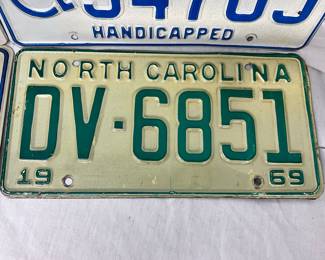 HANDICAPPED
NORTH CAROLINA
DV-6851
19 69